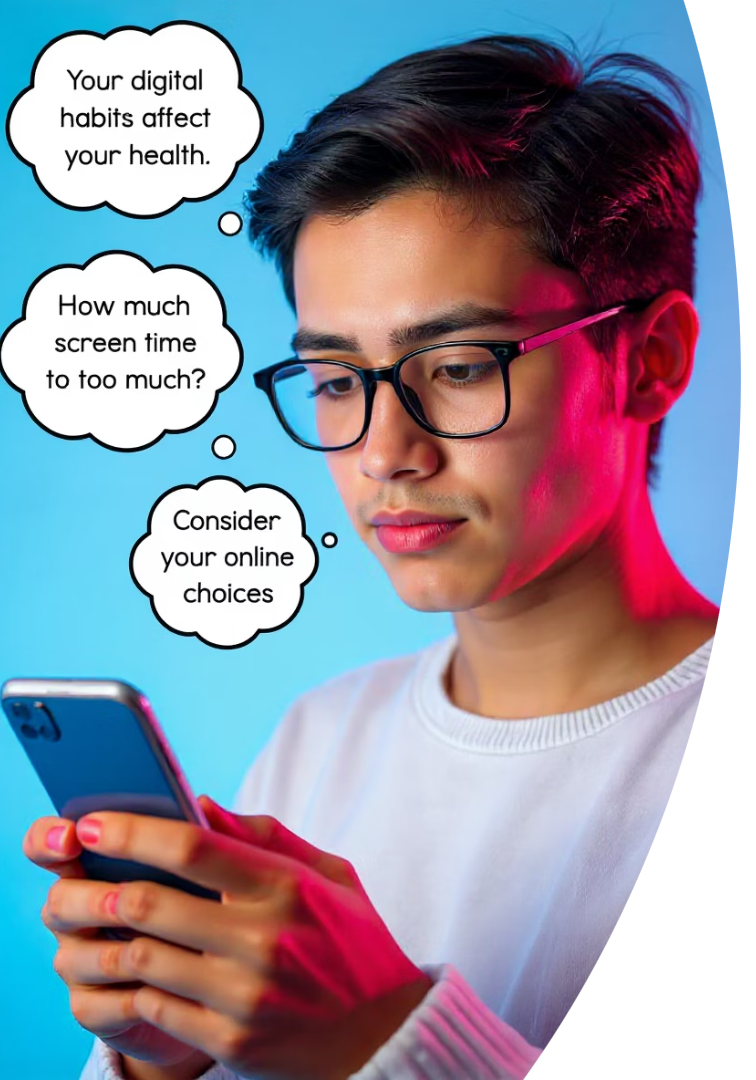 Your digital
habits affect
your health.
How much
screen time
to too much?
Consider
your online
choices